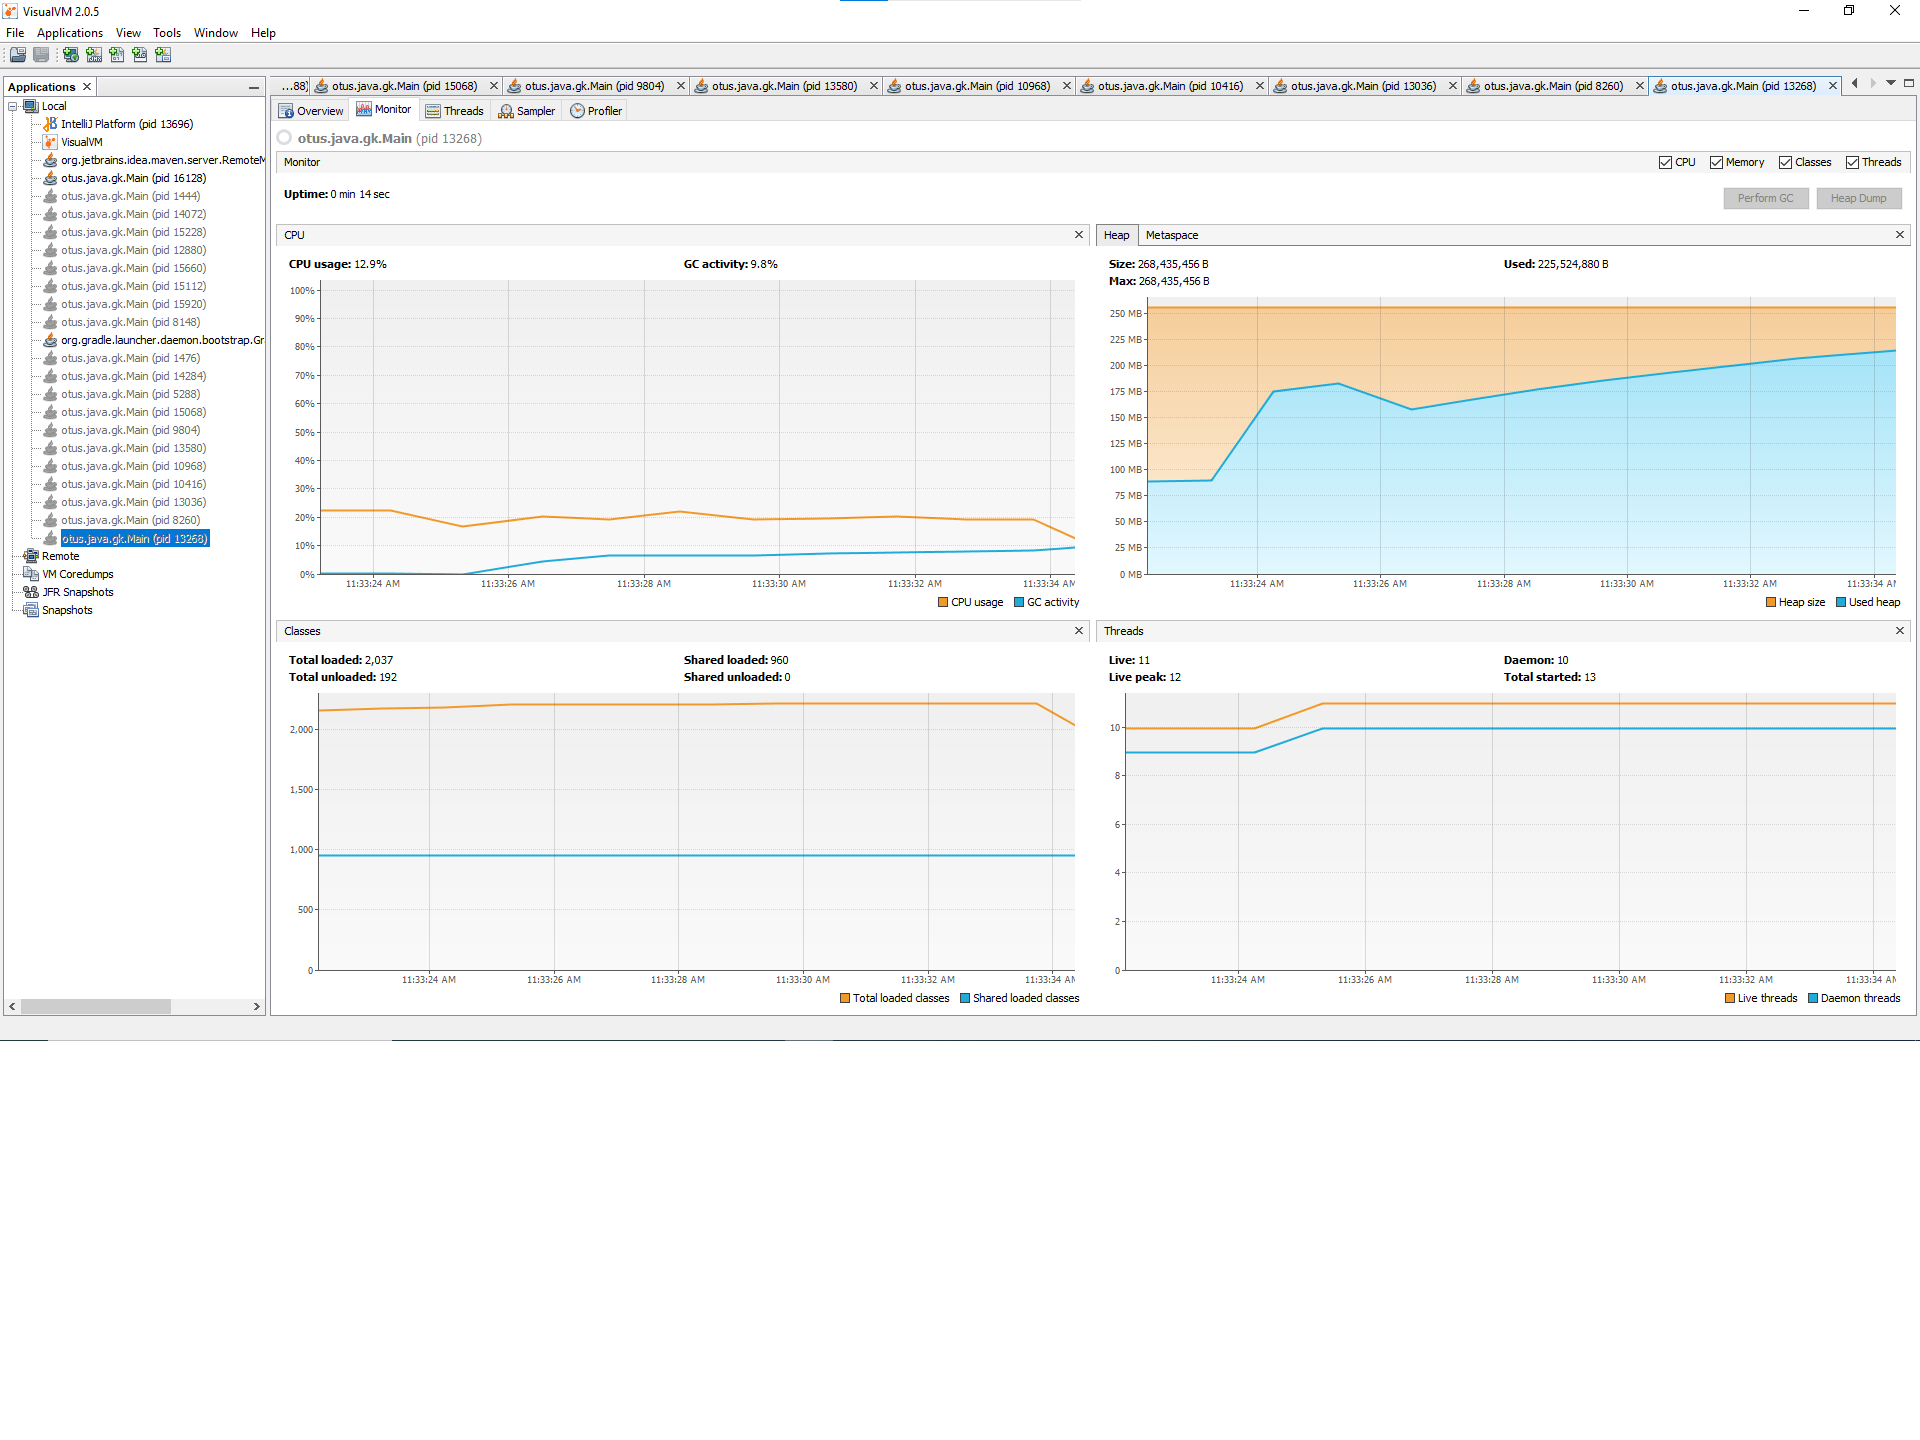 VisualVM 2.0.5
File Applications View Tools Window Help
Applications
Local
IntelliJ Platform (pid 13696)
VisualVM
org.jetbrains.idea.maven.server.RemoteM
otus.java.gk.Main (pid 16128)
otus.java.gk.Main (pid 1444)
otus.java.gk.Main (pid 14072)
otus.java.gk.Main (pid 15228)
otus.java.gk.Main (pid 12880)
otus.java.gk.Main (pid 15660)
otus.java.gk.Main (pid 15112)
otus.java.gk.Main (pid 15920)
otus.java.gk.Main (pid 8148)
org.gradle.launcher.daemon.bootstrap.Gr
otus.java.gk.Main (pid 1476)
otus.java.gk.Main (pid 14284)
otus.java.gk.Main (pid 5288)
otus.java.gk.Main (pid 15068)
otus.java.gk.Main (pid 9804)
otus.java.gk.Main (pid 13580)
otus.java.gk.Main (pid 10968)
otus.java.gk.Main (pid 10416)
otus.java.gk.Main (pid 13036)
otus.java.gk.Main (pid 8260)
otus.java.gk.Main (pid 13268)
Remote
VM Coredumps
JFR Snapshots
Snapshots
...88) otus.java.gk.Main (pid 15068) otus.java.gk.Main (pid 9804) otus.java.gk.Main (pid 13580) otus.java.gk.Main (pid 10968) otus.java.gk.Main (pid 10416) otus.java.gk.Main (pid 13036) otus.java.gk.Main (pid 8260) otus.java.gk.Main (pid 13268)
Overview Monitor Threads Sampler Profiler
otus.java.gk.Main (pid 13268)
Monitor CPU Memory Classes Threads
Uptime: 0 min 14 sec
Perform GC Heap Dump
CPU
CPU usage: 12.9% GC activity: 9.8%
100%
90%
80%
70%
60%
50%
40%
30%
20%
10%
0%
11:33:24 AM 11:33:26 AM 11:33:28 AM 11:33:30 AM 11:33:32 AM 11:33:34 AM
CPU usage GC activity
Heap Metaspace
Size: 268,435,456 B Used: 225,524,880 B
Max: 268,435,456 B
250 MB
225 MB
200 MB
175 MB
150 MB
125 MB
100 MB
75 MB
50 MB
25 MB
0 MB
11:33:24 AM 11:33:26 AM 11:33:28 AM 11:33:30 AM 11:33:32 AM 11:33:34 AM
Heap size Used heap
Classes
Total loaded: 2,037 Shared loaded: 960
Total unloaded: 192 Shared unloaded: 0
2,000
1,500
1,000
500
0
11:33:24 AM 11:33:26 AM 11:33:28 AM 11:33:30 AM 11:33:32 AM 11:33:34 AM
Total loaded classes Shared loaded classes
Threads
Live: 11 Daemon: 10
Live peak: 12 Total started: 13
10
8
6
4
2
0
11:33:24 AM 11:33:26 AM 11:33:28 AM 11:33:30 AM 11:33:32 AM 11:33:34 AM
Live threads Daemon threads